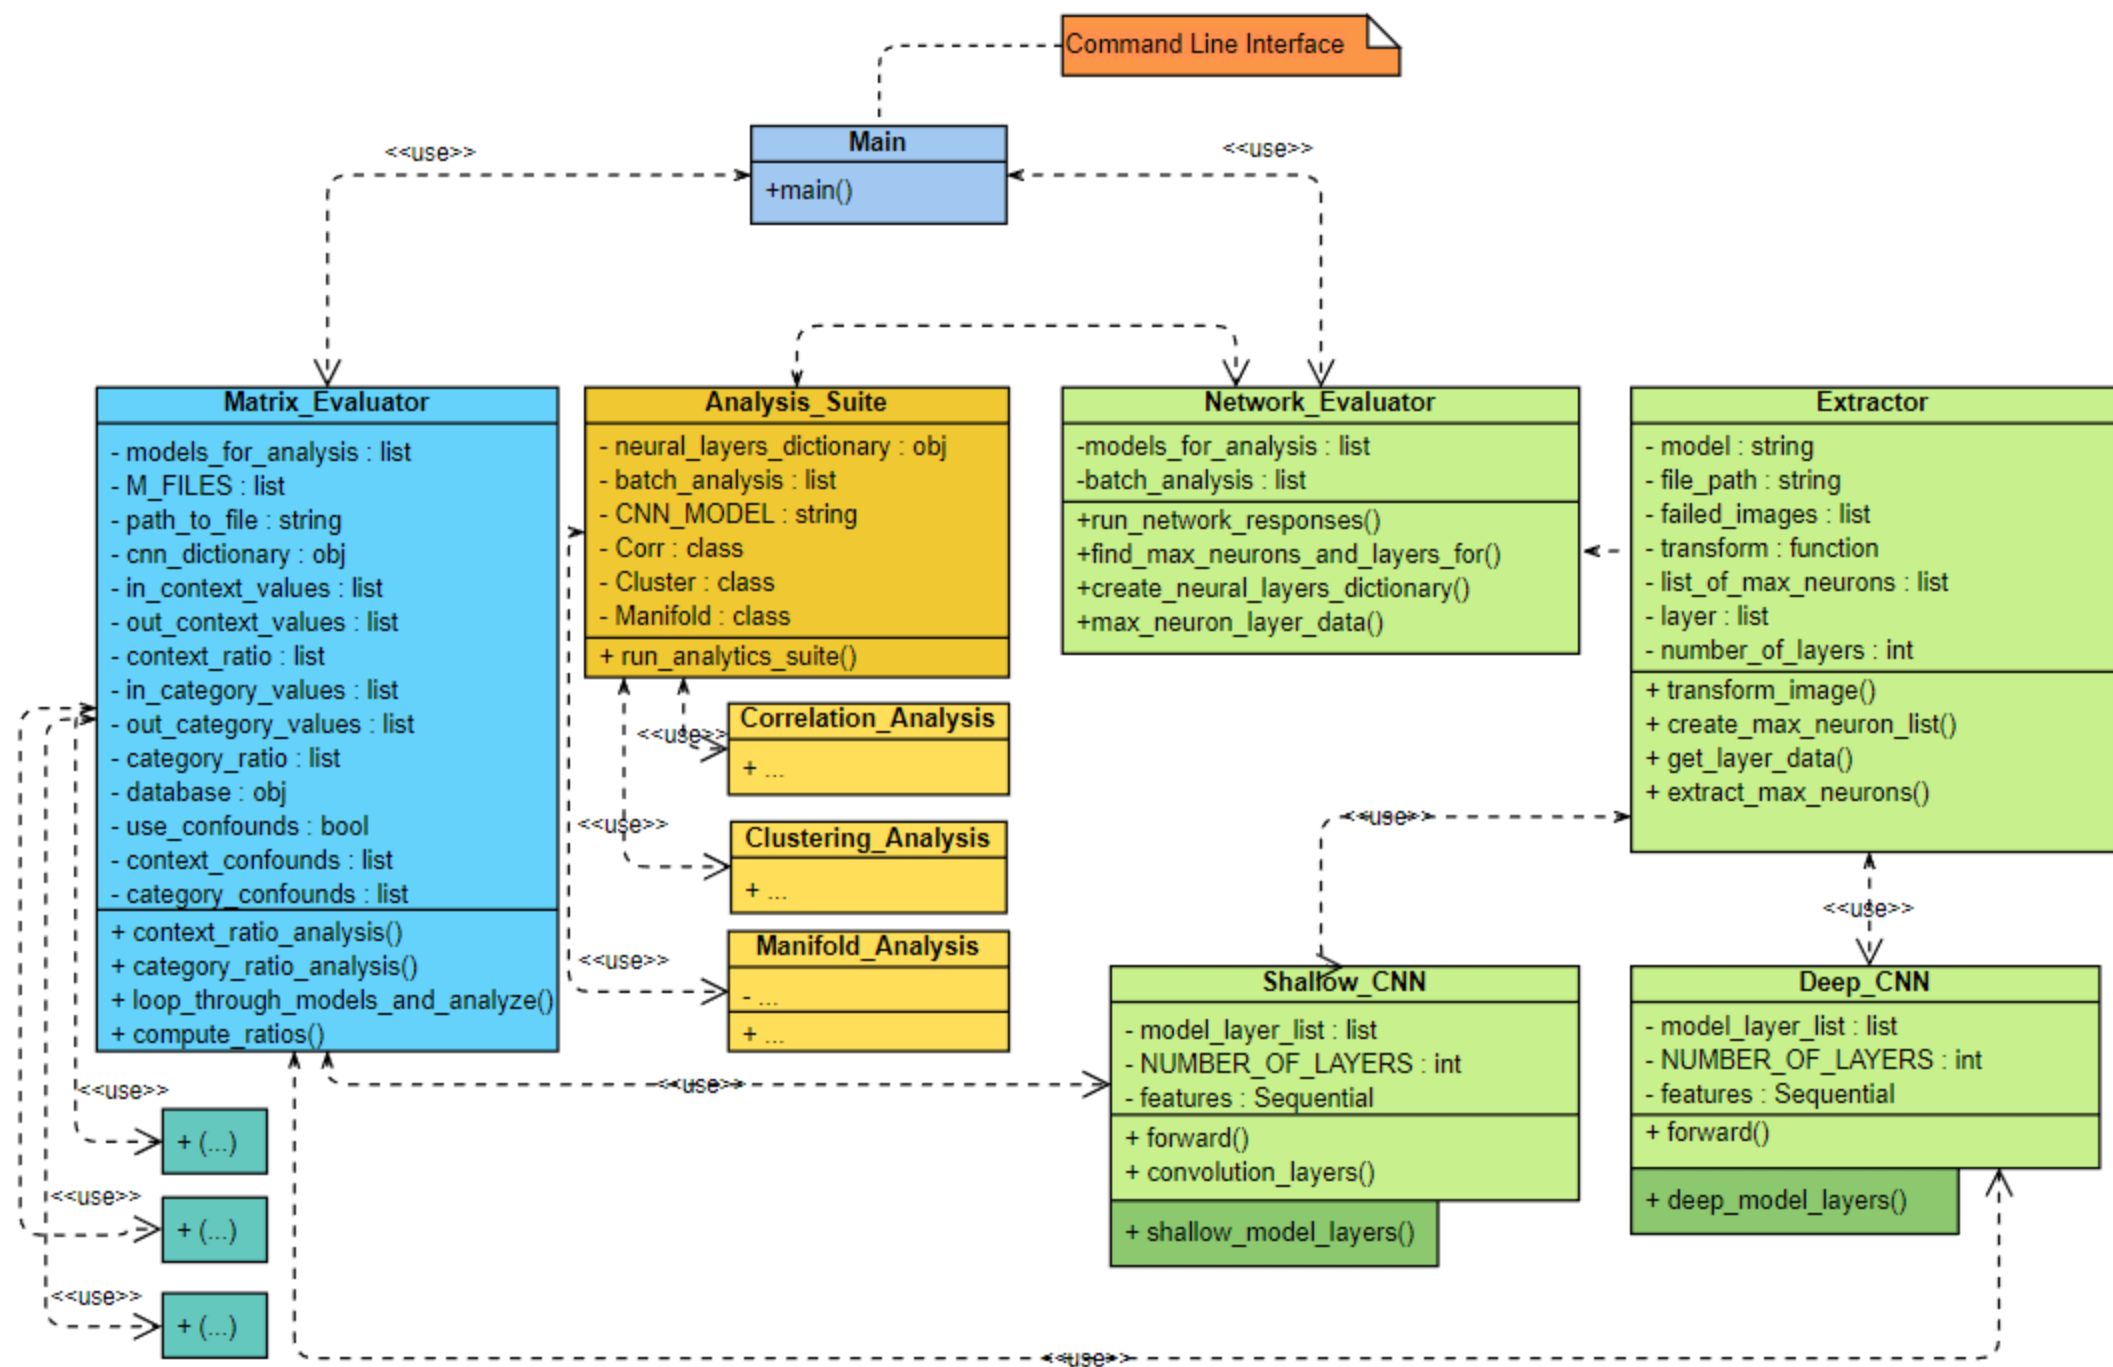 Command Line Interface
<<use>>
Main
<<use>>
+main()
Matrix_Evaluator
- models_for_analysis : list
- M_FILES : list
- path_to_file : string
- cnn_dictionary : obj
- in_context_values : list
- out_context_values : list
- context_ratio : list
- in_category_values : list
- out_category_values : list
- category_ratio : list
- database : obj
- use_confounds : bool
- context_confounds : list
- category_confounds : list
+ context_ratio_analysis()
+ category_ratio_analysis()
+ loop_through_models_and_analyze()
+ compute_ratios()
Analysis_Suite
- neural_layers_dictionary : obj
- batch_analysis : list
- CNN_MODEL : string
- Corr : class
- Cluster : class
- Manifold : class
+ run_analytics_suite()
Network_Evaluator
-models_for_analysis : list
-batch_analysis : list
+run_network_responses()
+find_max_neurons_and_layers_for()
+create_neural_layers_dictionary()
+max_neuron_layer_data()
Extractor
- model : string
- file_path : string
- failed_images : list
- transform : function
- list_of_max_neurons : list
- layer : list
- number_of_layers : int
+ transform_image()
+ create_max_neuron_list()
+ get_layer_data()
+ extract_max_neurons()
<<use>>
Correlation_Analysis
+ ...
<<use>>
Clustering_Analysis
+ ...
<<use>>
Manifold_Analysis
- ...
+ ...
<<use>>
<<use>>
Shallow_CNN
- model_layer_list : list
- NUMBER_OF_LAYERS : int
- features : Sequential
+ forward()
+ convolution_layers()
+ shallow_model_layers()
Deep_CNN
- model_layer_list : list
- NUMBER_OF_LAYERS : int
- features : Sequential
+ forward()
+ deep_model_layers()
<<use>>
<<use>>
+ (...)
<<use>>
+ (...)
<<use>>
+ (...)
<<use>>